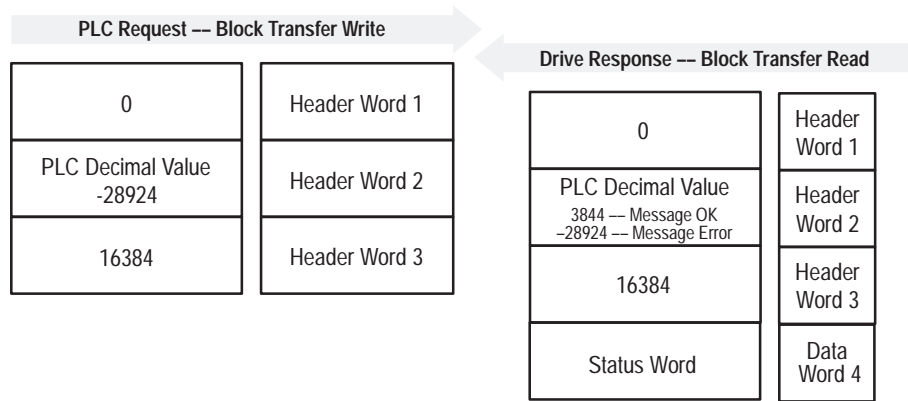 PLC Request –– Block Transfer Write
0
Header Word 1
PLC Decimal Value
-28924
Header Word 2
16384
Header Word 3
Drive Response –– Block Transfer Read
0
Header
Word 1
PLC Decimal Value
3844 –– Message OK
–28924 –– Message Error
Header
Word 2
16384
Header
Word 3
Status Word
Data
Word 4